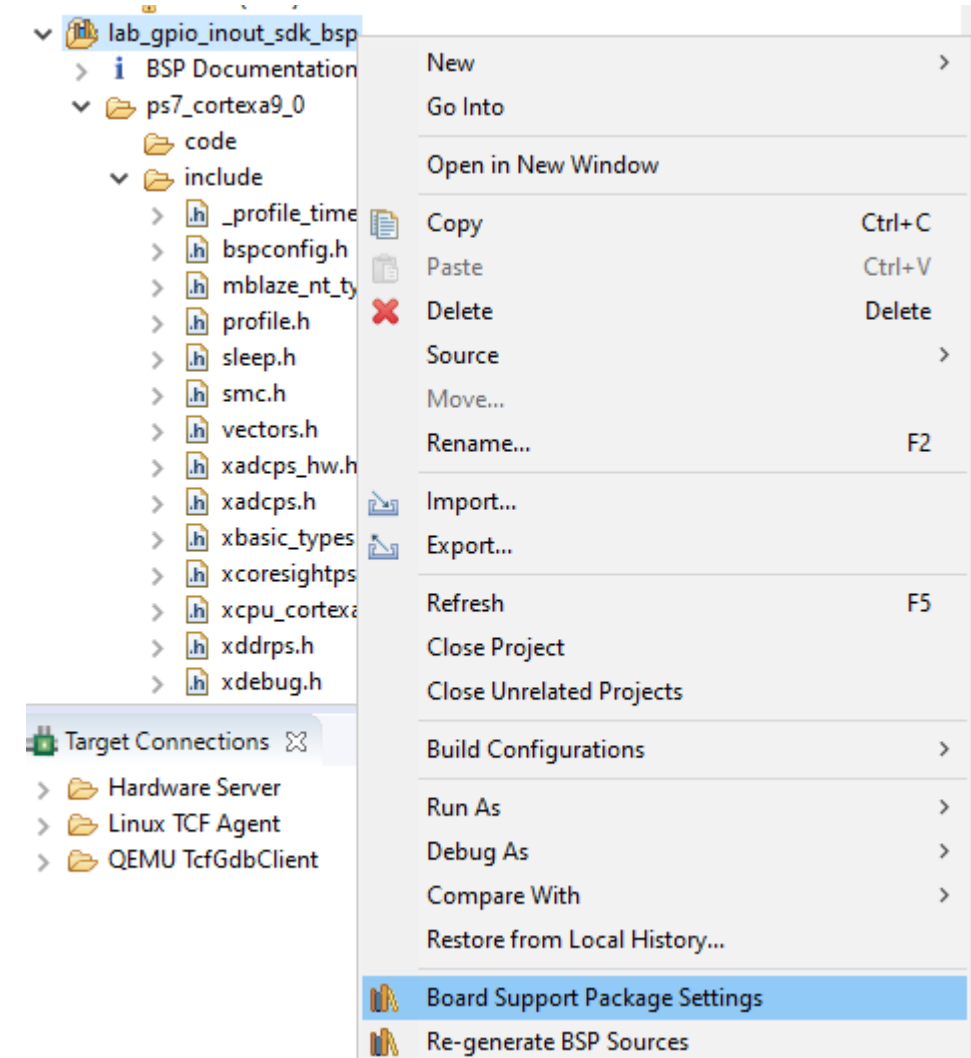 lab_gpio_inout_sdk_bsp
BSP Documentation
ps7_cortexa9_0
code
include
_profile_time
bspconfig.h
mblaze_nt_ty
profile.h
sleep.h
smc.h
vectors.h
xadcps_hw.h
xadcps.h
xbasic_types
xcoresightps
xcpu_cortexa
xddrps.h
xdebug.h
Target Connections
Hardware Server
Linux TCF Agent
QEMU TcfGdbClient
New
Go Into
Open in New Window
Copy Ctrl+C
Paste Ctrl+V
Delete Delete
Source
Move...
Rename... F2
Import...
Export...
Refresh F5
Close Project
Close Unrelated Projects
Build Configurations
Run As
Debug As
Compare With
Restore from Local History...
Board Support Package Settings
Re-generate BSP Sources